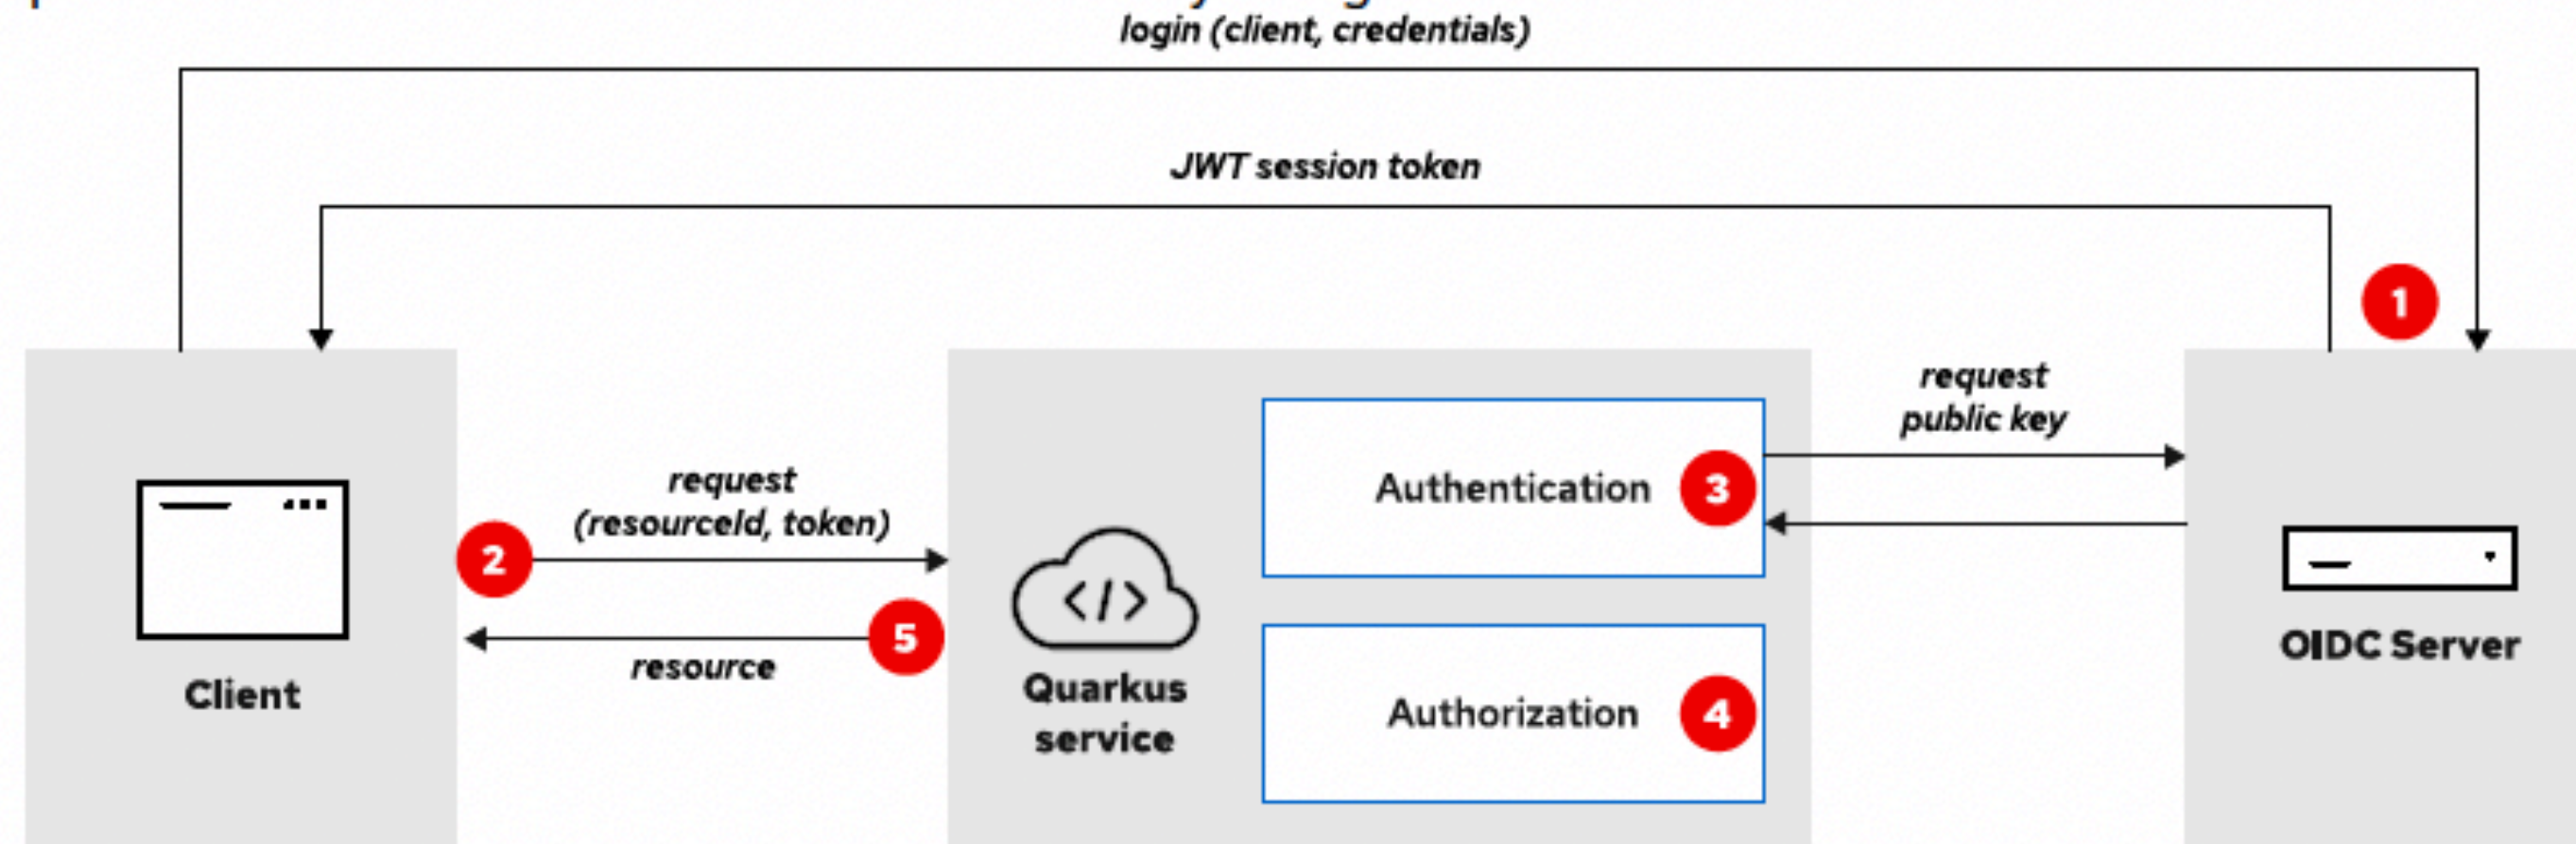 login (client, credentials)
JWT session token
1
request
public key
request
(resourceId, token)
Authentication
3
2
5
resource
Client
Quarkus
service
Authorization
4
OIDC Server